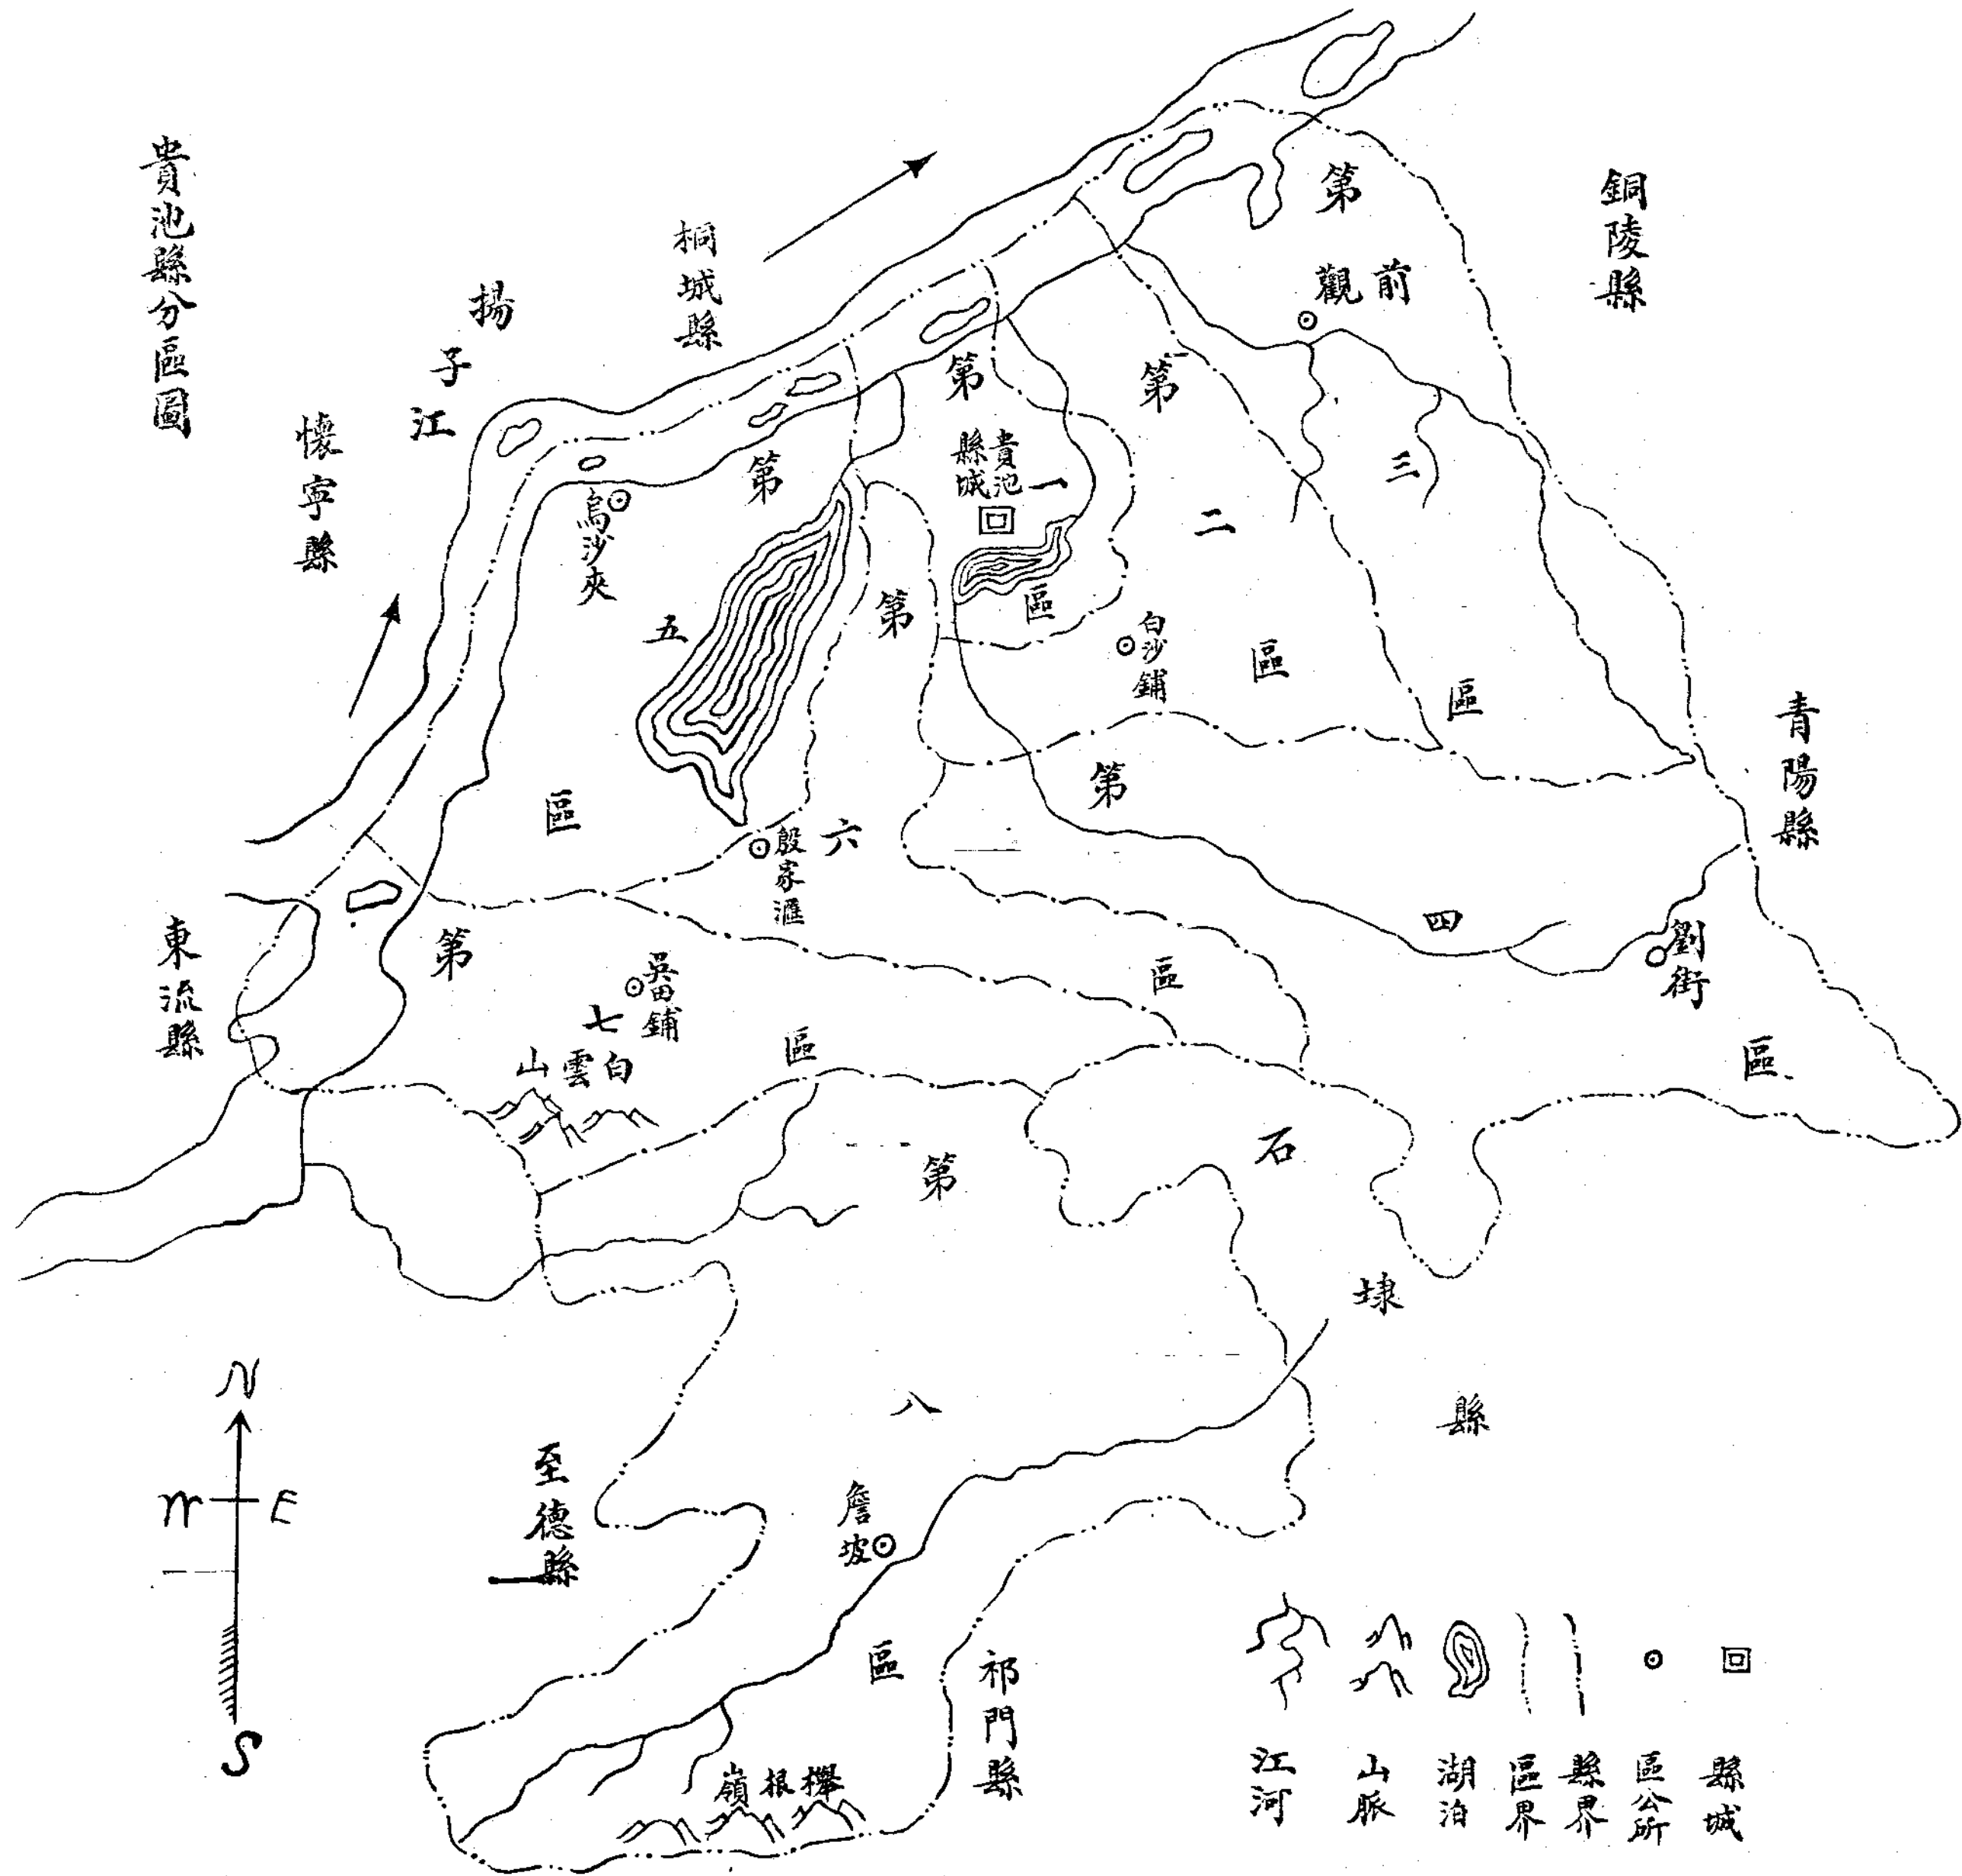 貴池縣分區圖
銅陵縣
桐城縣
揚子江
懷寧縣
東流縣
青陽縣
石埭縣
至德縣
祁門縣
第一區
貴池縣城
第二區
白沙鋪
第三區
前觀
第四區
劉街
第五區
烏沙夾
第六區
殷家滙
第七區
吳田鋪
白雲山
第八區
詹坡
櫸根嶺
N
W
E
S
縣城
區公所
縣界
區界
湖泊
山脈
江河